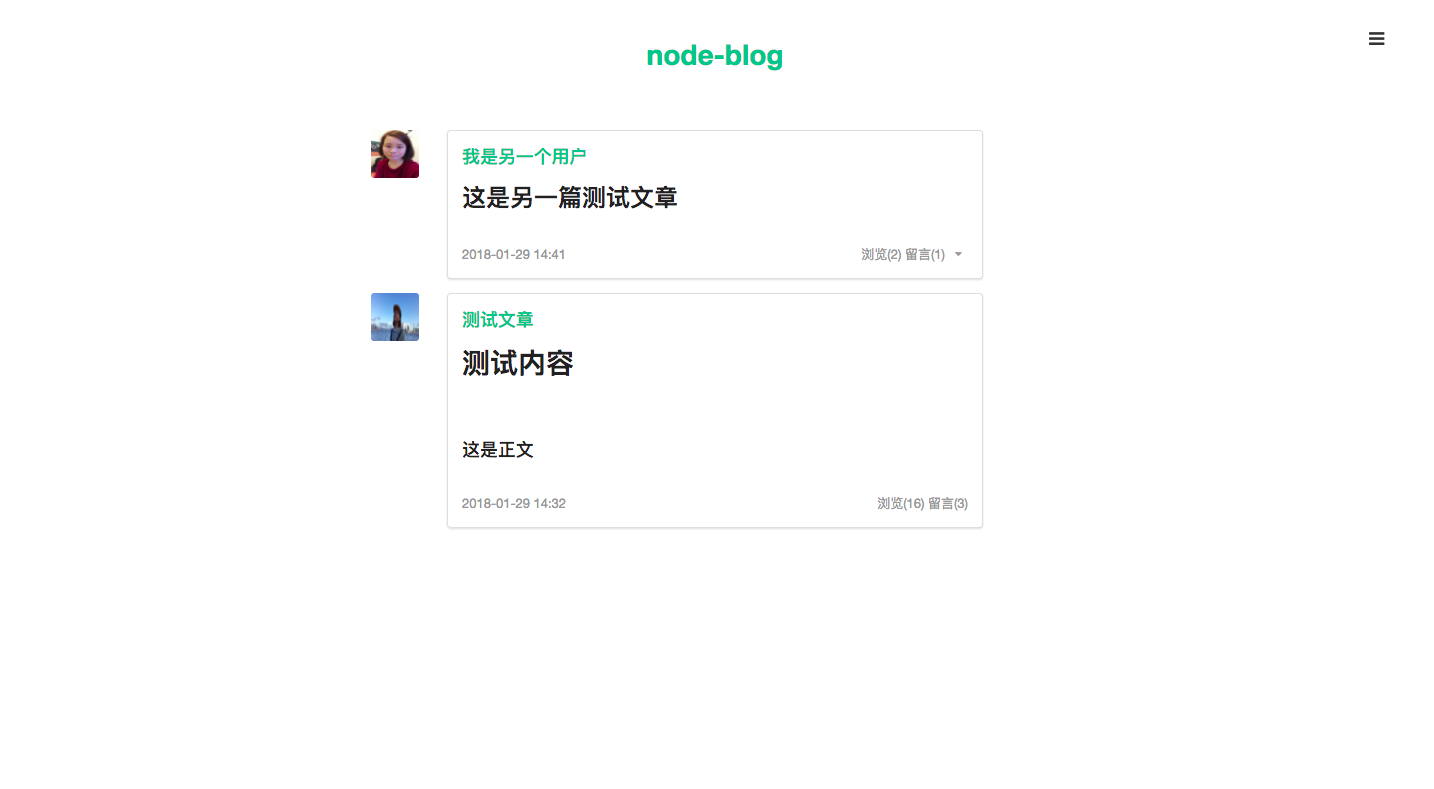 node-blog
我是另一个用户
这是另一篇测试文章
2018-01-29 14:41 浏览(2) 留言(1)
测试文章
测试内容
这是正文
2018-01-29 14:32 浏览(16) 留言(3)